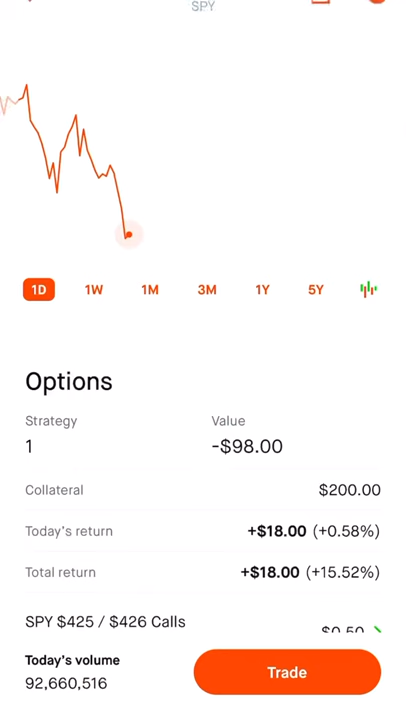 SPY
1D 1W 1M 3M 1Y 5Y
Options
Strategy Value
1 -$98.00
Collateral $200.00
Today's return +$18.00 (+0.58%)
Total return +$18.00 (+15.52%)
SPY $425 / $426 Calls $0.50
Today's volume
92,660,516
Trade